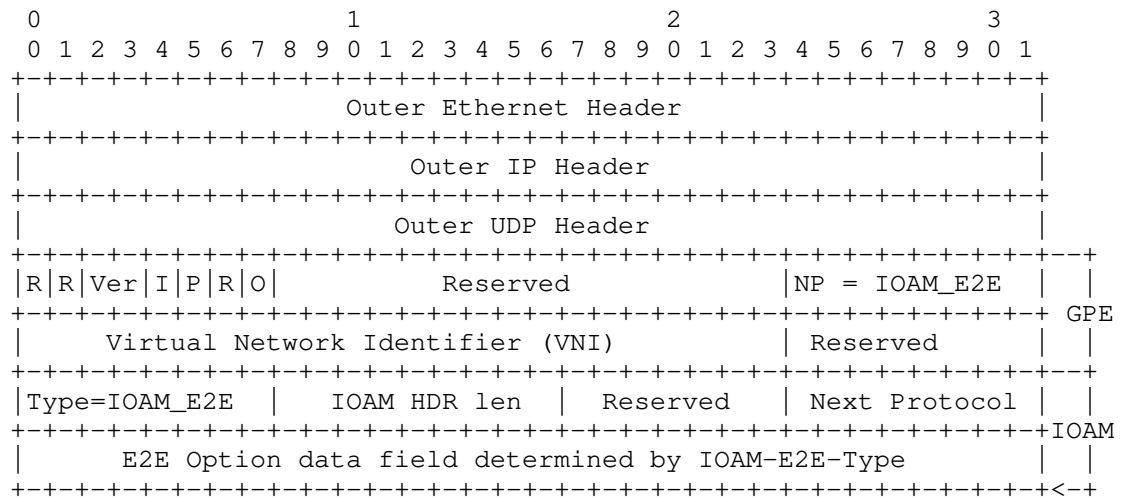 0                   1                   2                   3
 0 1 2 3 4 5 6 7 8 9 0 1 2 3 4 5 6 7 8 9 0 1 2 3 4 5 6 7 8 9 0 1
+-+-+-+-+-+-+-+-+-+-+-+-+-+-+-+-+-+-+-+-+-+-+-+-+-+-+-+-+-+-+-+-+
|                    Outer Ethernet Header                      |
+-+-+-+-+-+-+-+-+-+-+-+-+-+-+-+-+-+-+-+-+-+-+-+-+-+-+-+-+-+-+-+-+
|                        Outer IP Header                        |
+-+-+-+-+-+-+-+-+-+-+-+-+-+-+-+-+-+-+-+-+-+-+-+-+-+-+-+-+-+-+-+-+
|                       Outer UDP Header                        |
+-+-+-+-+-+-+-+-+-+-+-+-+-+-+-+-+-+-+-+-+-+-+-+-+-+-+-+-+-+-+-+-+--+
|R|R|Ver|I|P|R|O|          Reserved             |NP = IOAM_E2E  |  |
+-+-+-+-+-+-+-+-+-+-+-+-+-+-+-+-+-+-+-+-+-+-+-+-+-+-+-+-+-+-+-+-+ GPE
|     Virtual Network Identifier (VNI)          | Reserved      |  |
+-+-+-+-+-+-+-+-+-+-+-+-+-+-+-+-+-+-+-+-+-+-+-+-+-+-+-+-+-+-+-+-+--+
|Type=IOAM_E2E  |   IOAM HDR len  |  Reserved   | Next Protocol |  |
+-+-+-+-+-+-+-+-+-+-+-+-+-+-+-+-+-+-+-+-+-+-+-+-+-+-+-+-+-+-+-+-+IOAM
|      E2E Option data field determined by IOAM-E2E-Type        |  |
+-+-+-+-+-+-+-+-+-+-+-+-+-+-+-+-+-+-+-+-+-+-+-+-+-+-+-+-+-+-+-+-+<-+